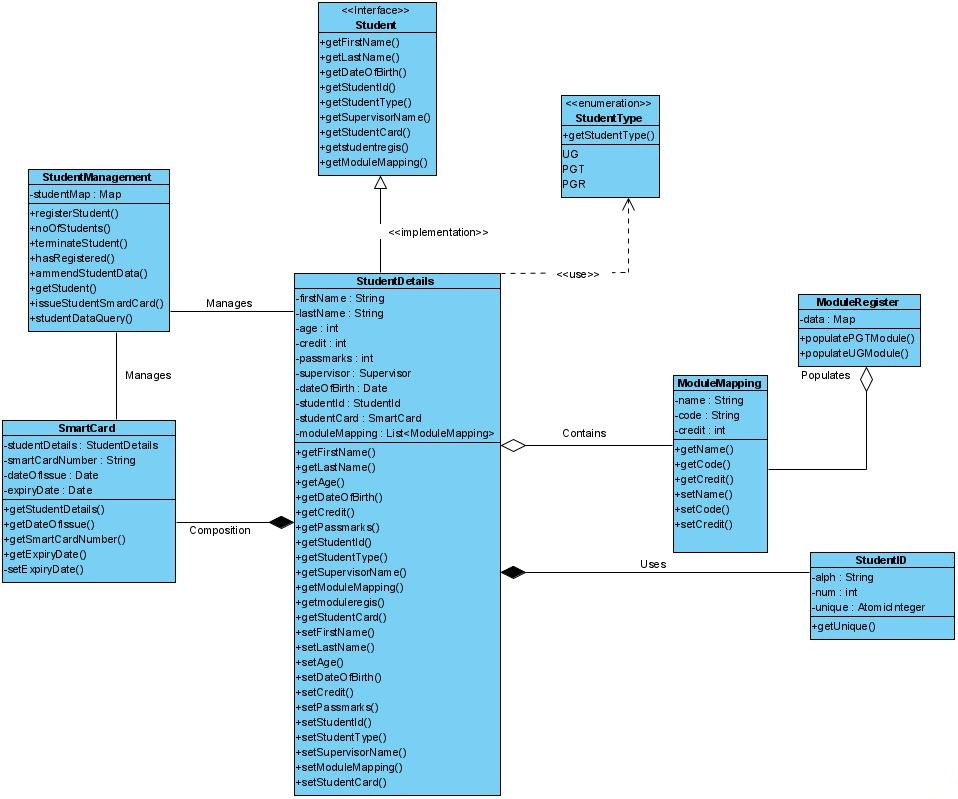 <<Interface>>
Student
+getFirstName()
+getLastName()
+getDateOfBirth()
+getStudentId()
+getStudentType()
+getSupervisorName()
+getStudentCard()
+getstudentregis()
+getModuleMapping()
<<enumeration>>
StudentType
+getStudentType()
UG
PGT
PGR
StudentManagement
-studentMap : Map
+registerStudent()
+noOfStudents()
+terminateStudent()
+hasRegistered()
+ammendStudentData()
+getStudent()
+issueStudentSmardCard()
+studentDataQuery()
<<implementation>>
<<use>>
Manages
Manages
StudentDetails
-firstName : String
-lastName : String
-age : int
-credit : int
-passmarks : int
-supervisor : Supervisor
-dateOfBirth : Date
-studentId : StudentId
-studentCard : SmartCard
-moduleMapping : List<ModuleMapping>
+getFirstName()
+getLastName()
+getAge()
+getDateOfBirth()
+getCredit()
+getPassmarks()
+getStudentId()
+getStudentType()
+getSupervisorName()
+getModuleMapping()
+getmoduleregis()
+getStudentCard()
+setFirstName()
+setLastName()
+setAge()
+setDateOfBirth()
+setCredit()
+setPassmarks()
+setStudentId()
+setStudentType()
+setSupervisorName()
+setModuleMapping()
+setStudentCard()
ModuleRegister
-data : Map
+populatePGTModule()
+populateUGModule()
Populates
ModuleMapping
-name : String
-code : String
-credit : int
+getName()
+getCode()
+getCredit()
+setName()
+setCode()
+setCredit()
Contains
SmartCard
-studentDetails : StudentDetails
-smartCardNumber : String
-dateOfIssue : Date
-expiryDate : Date
+getStudentDetails()
+getDateOfIssue()
+getSmartCardNumber()
+getExpiryDate()
-setExpiryDate()
Composition
Uses
StudentID
-alph : String
-num : int
-unique : AtomicInteger
+getUnique()